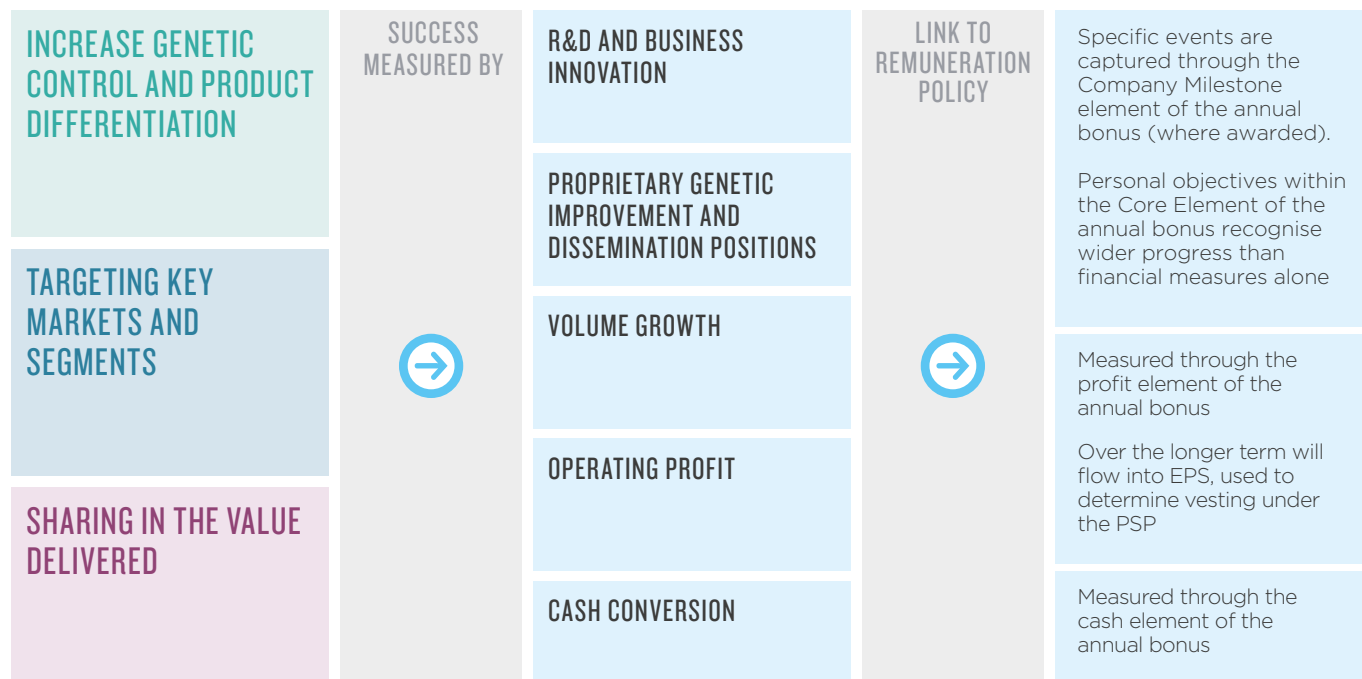 INCREASE GENETIC
CONTROL AND PRODUCT
DIFFERENTIATION
TARGETING KEY
MARKETS AND
SEGMENTS
SHARING IN THE VALUE
DELIVERED
SUCCESS
MEASURED BY
R&D AND BUSINESS
INNOVATION
PROPRIETARY GENETIC
IMPROVEMENT AND
DISSEMINATION POSITIONS
VOLUME GROWTH
OPERATING PROFIT
CASH CONVERSION
LINK TO
REMUNERATION
POLICY
Specific events are
captured through the
Company Milestone
element of the annual
bonus (where awarded).
Personal objectives within
the Core Element of the
annual bonus recognise
wider progress than
financial measures alone
Measured through the
profit element of the
annual bonus
Over the longer term will
flow into EPS, used to
determine vesting under
the PSP
Measured through the
cash element of the
annual bonus